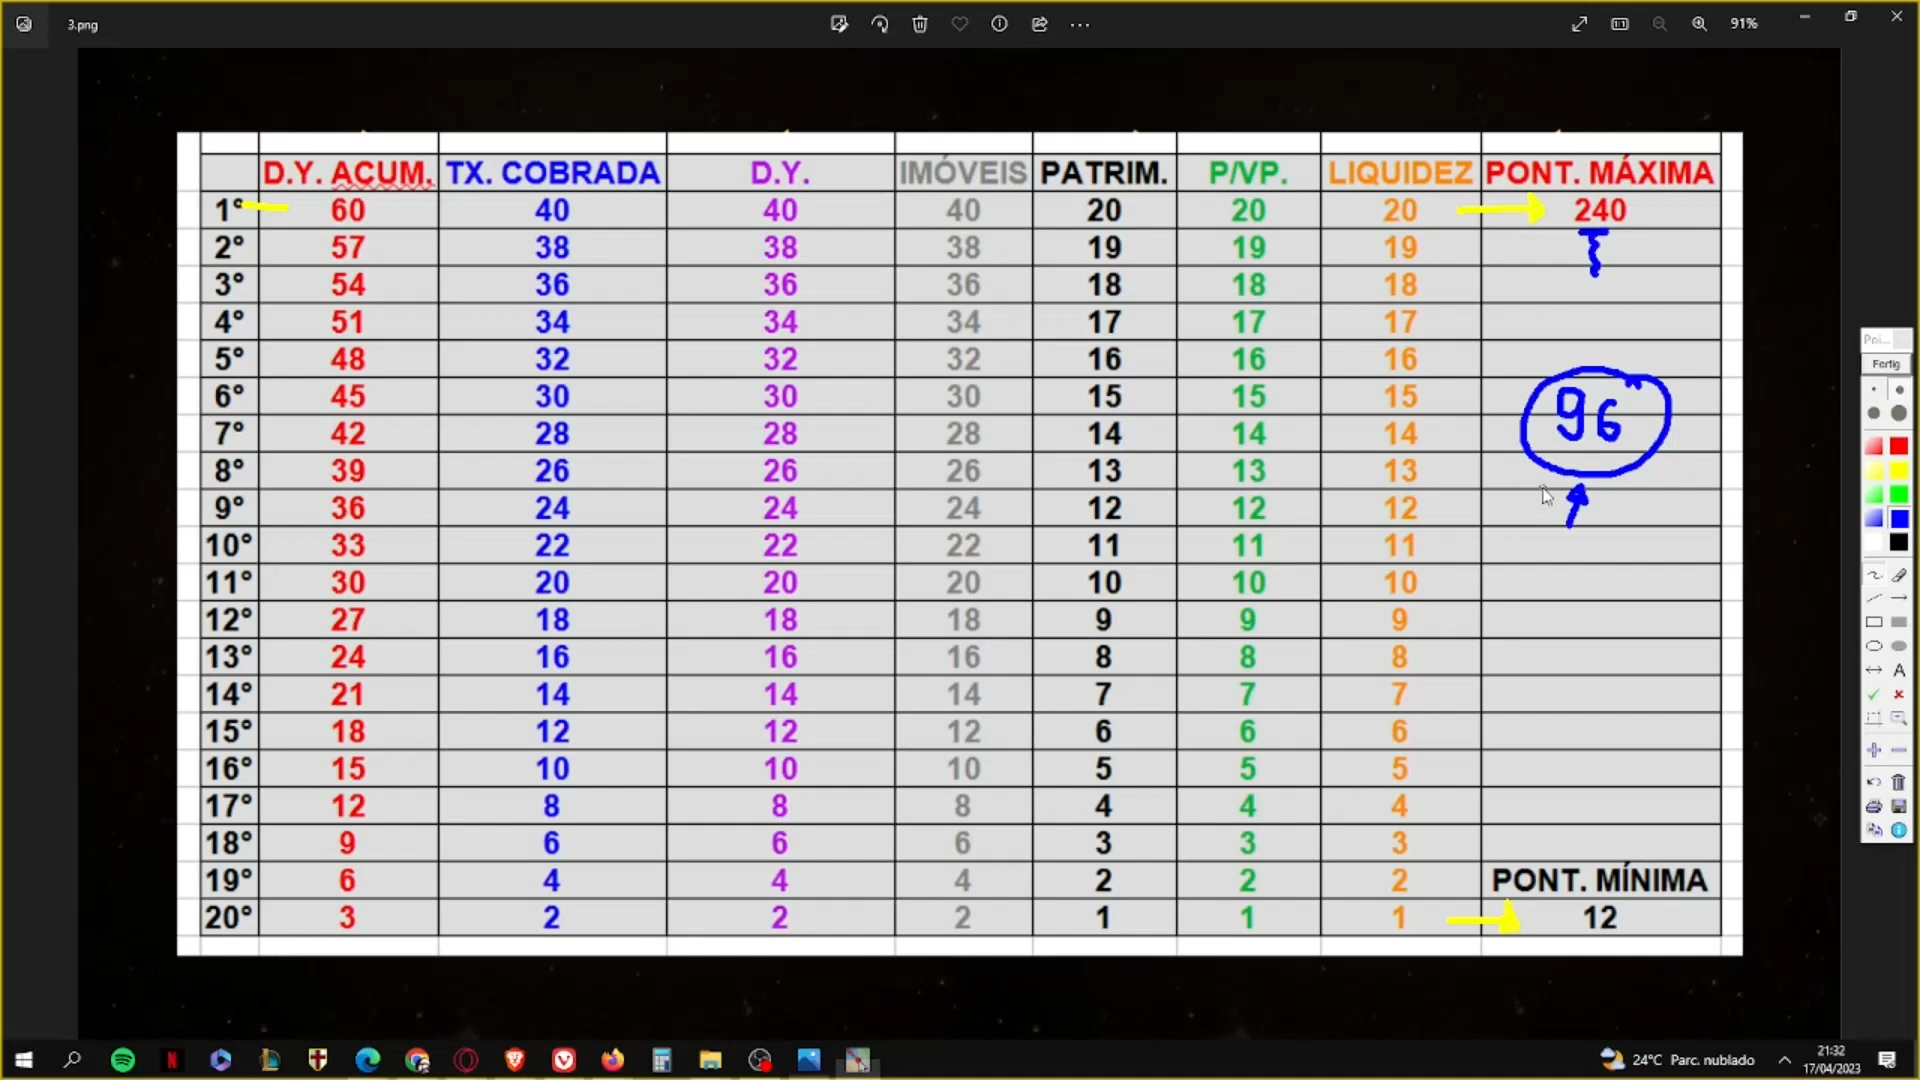 3.png
91%
D.Y. ACUM. TX. COBRADA D.Y. IMÓVEIS PATRIM. P/VP. LIQUIDEZ PONT. MÁXIMA
1° 60 40 40 40 20 20 20 240
2° 57 38 38 38 19 19 19
3° 54 36 36 36 18 18 18
4° 51 34 34 34 17 17 17
5° 48 32 32 32 16 16 16
6° 45 30 30 30 15 15 15
96
7° 42 28 28 28 14 14 14
8° 39 26 26 26 13 13 13
9° 36 24 24 24 12 12 12
10° 33 22 22 22 11 11 11
11° 30 20 20 20 10 10 10
12° 27 18 18 18 9 9 9
13° 24 16 16 16 8 8 8
14° 21 14 14 14 7 7 7
15° 18 12 12 12 6 6 6
16° 15 10 10 10 5 5 5
17° 12 8 8 8 4 4 4
18° 9 6 6 6 3 3 3
19° 6 4 4 4 2 2 2 PONT. MÍNIMA
20° 3 2 2 2 1 1 1 12
Poi...
Fertig
A
24°C Parc. nublado
21:32
17/04/2023